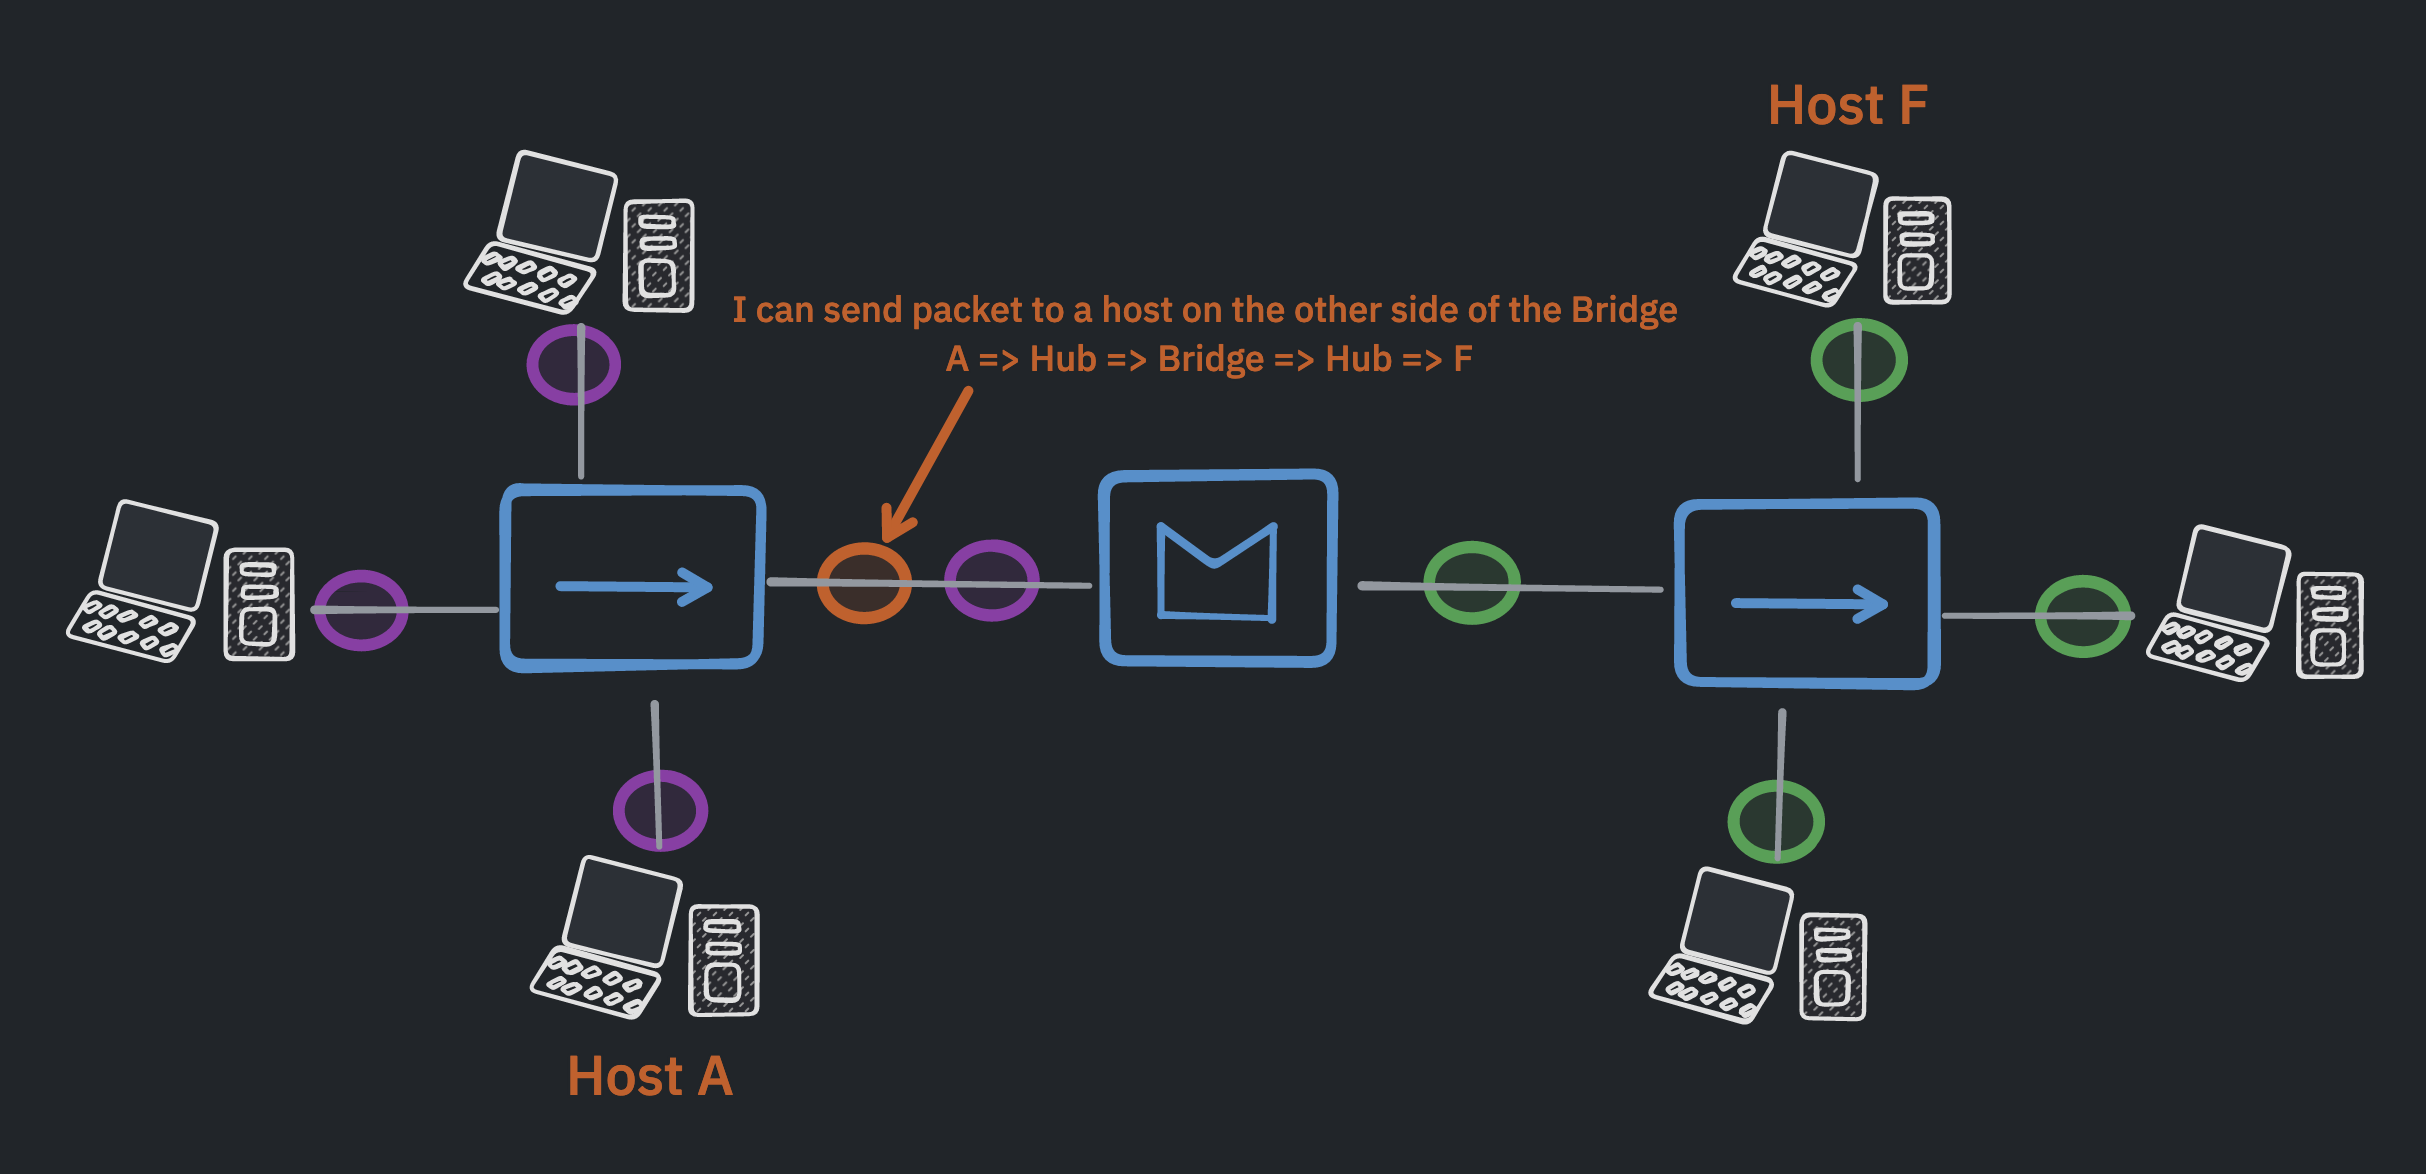 Host F
I can send packet to a host on the other side of the Bridge
A => Hub => Bridge => Hub => F
Host A